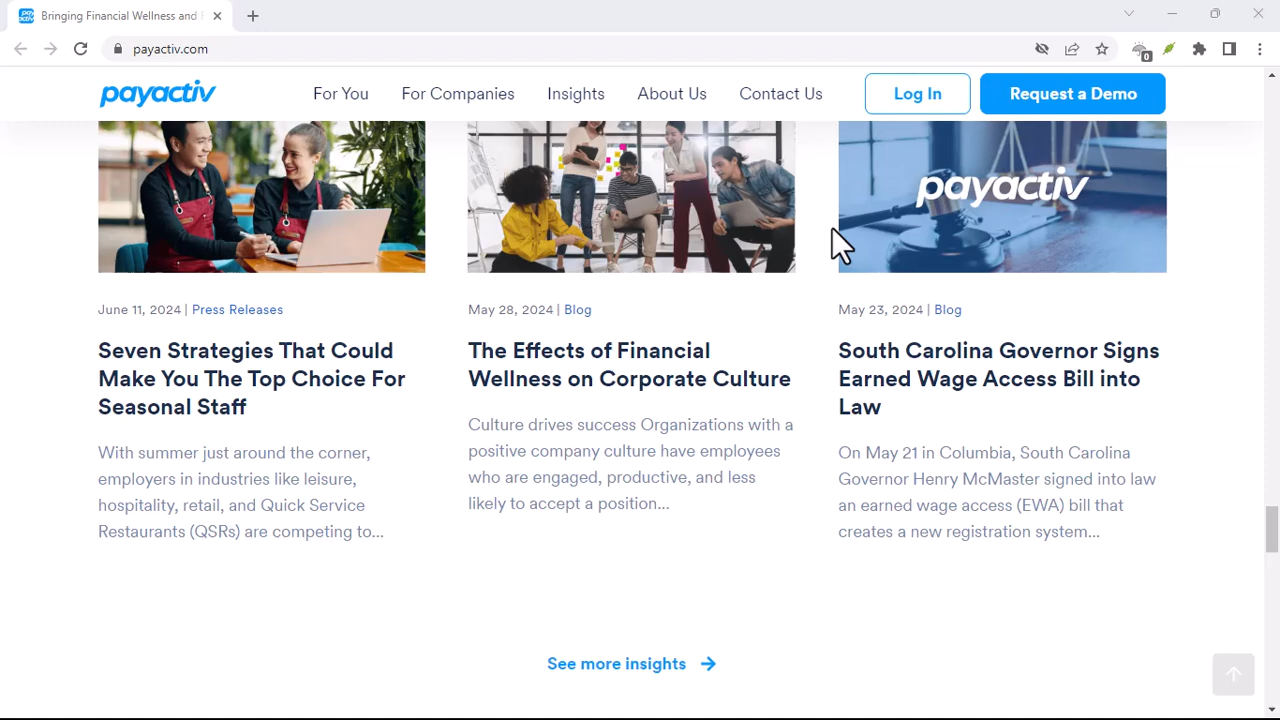 Bringing Financial Wellness and
payactiv.com
0
payactiv
For You
For Companies
Insights
About Us
Contact Us
Log In
Request a Demo
payactiv
June 11, 2024 | Press Releases
Seven Strategies That Could
Make You The Top Choice For
Seasonal Staff
With summer just around the corner,
employers in industries like leisure,
hospitality, retail, and Quick Service
Restaurants (QSRs) are competing to...
May 28, 2024 | Blog
The Effects of Financial
Wellness on Corporate Culture
Culture drives success Organizations with a
positive company culture have employees
who are engaged, productive, and less
likely to accept a position...
May 23, 2024 | Blog
South Carolina Governor Signs
Earned Wage Access Bill into
Law
On May 21 in Columbia, South Carolina
Governor Henry McMaster signed into law
an earned wage access (EWA) bill that
creates a new registration system...
See more insights